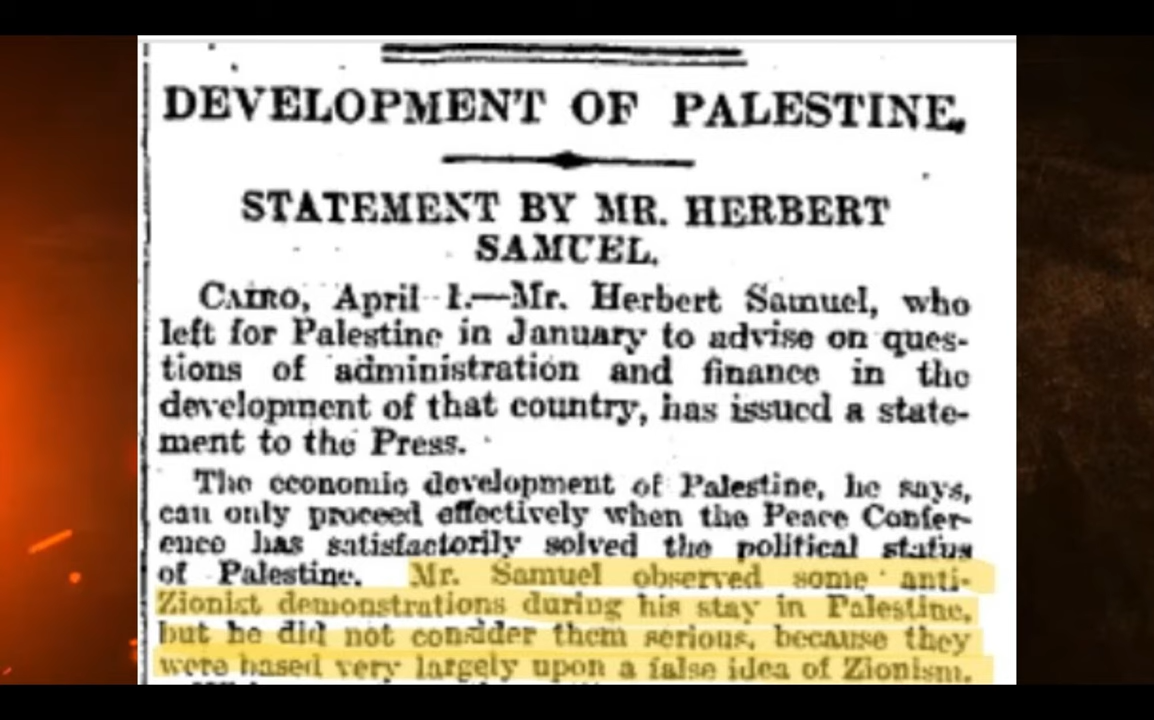 DEVELOPMENT OF PALESTINE.
STATEMENT BY MR. HERBERT
SAMUEL.
CAIRO, April 1.—Mr. Herbert Samuel, who
left for Palestine in January to advise on ques-
tions of administration and finance in the
development of that country, has issued a state-
ment to the Press.
The economic development of Palestine, he says,
can only proceed effectively when the Peace Confer-
ence has satisfactorily solved the political status
of Palestine. Mr. Samuel observed some anti-
Zionist demonstrations during his stay in Palestine,
but he did not consider them serious, because they
were based very largely upon a false idea of Zionism.